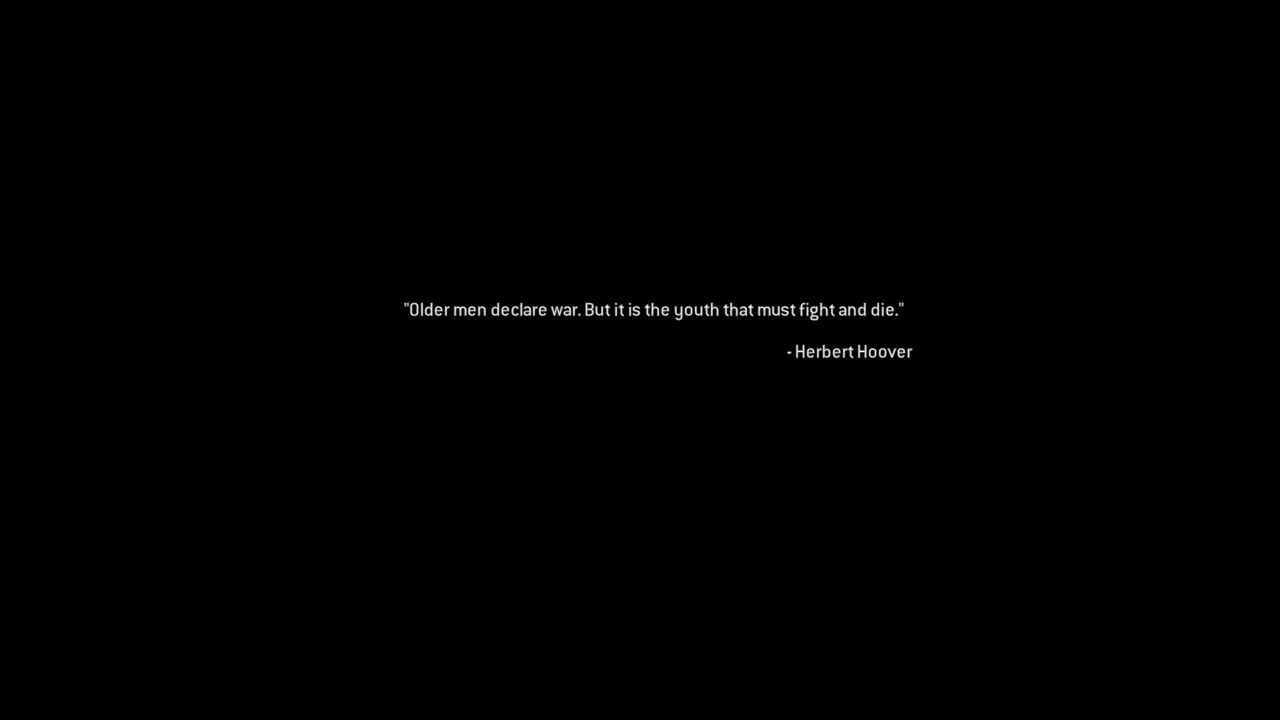 "Older men declare war. But it is the youth that must fight and die."
- Herbert Hoover